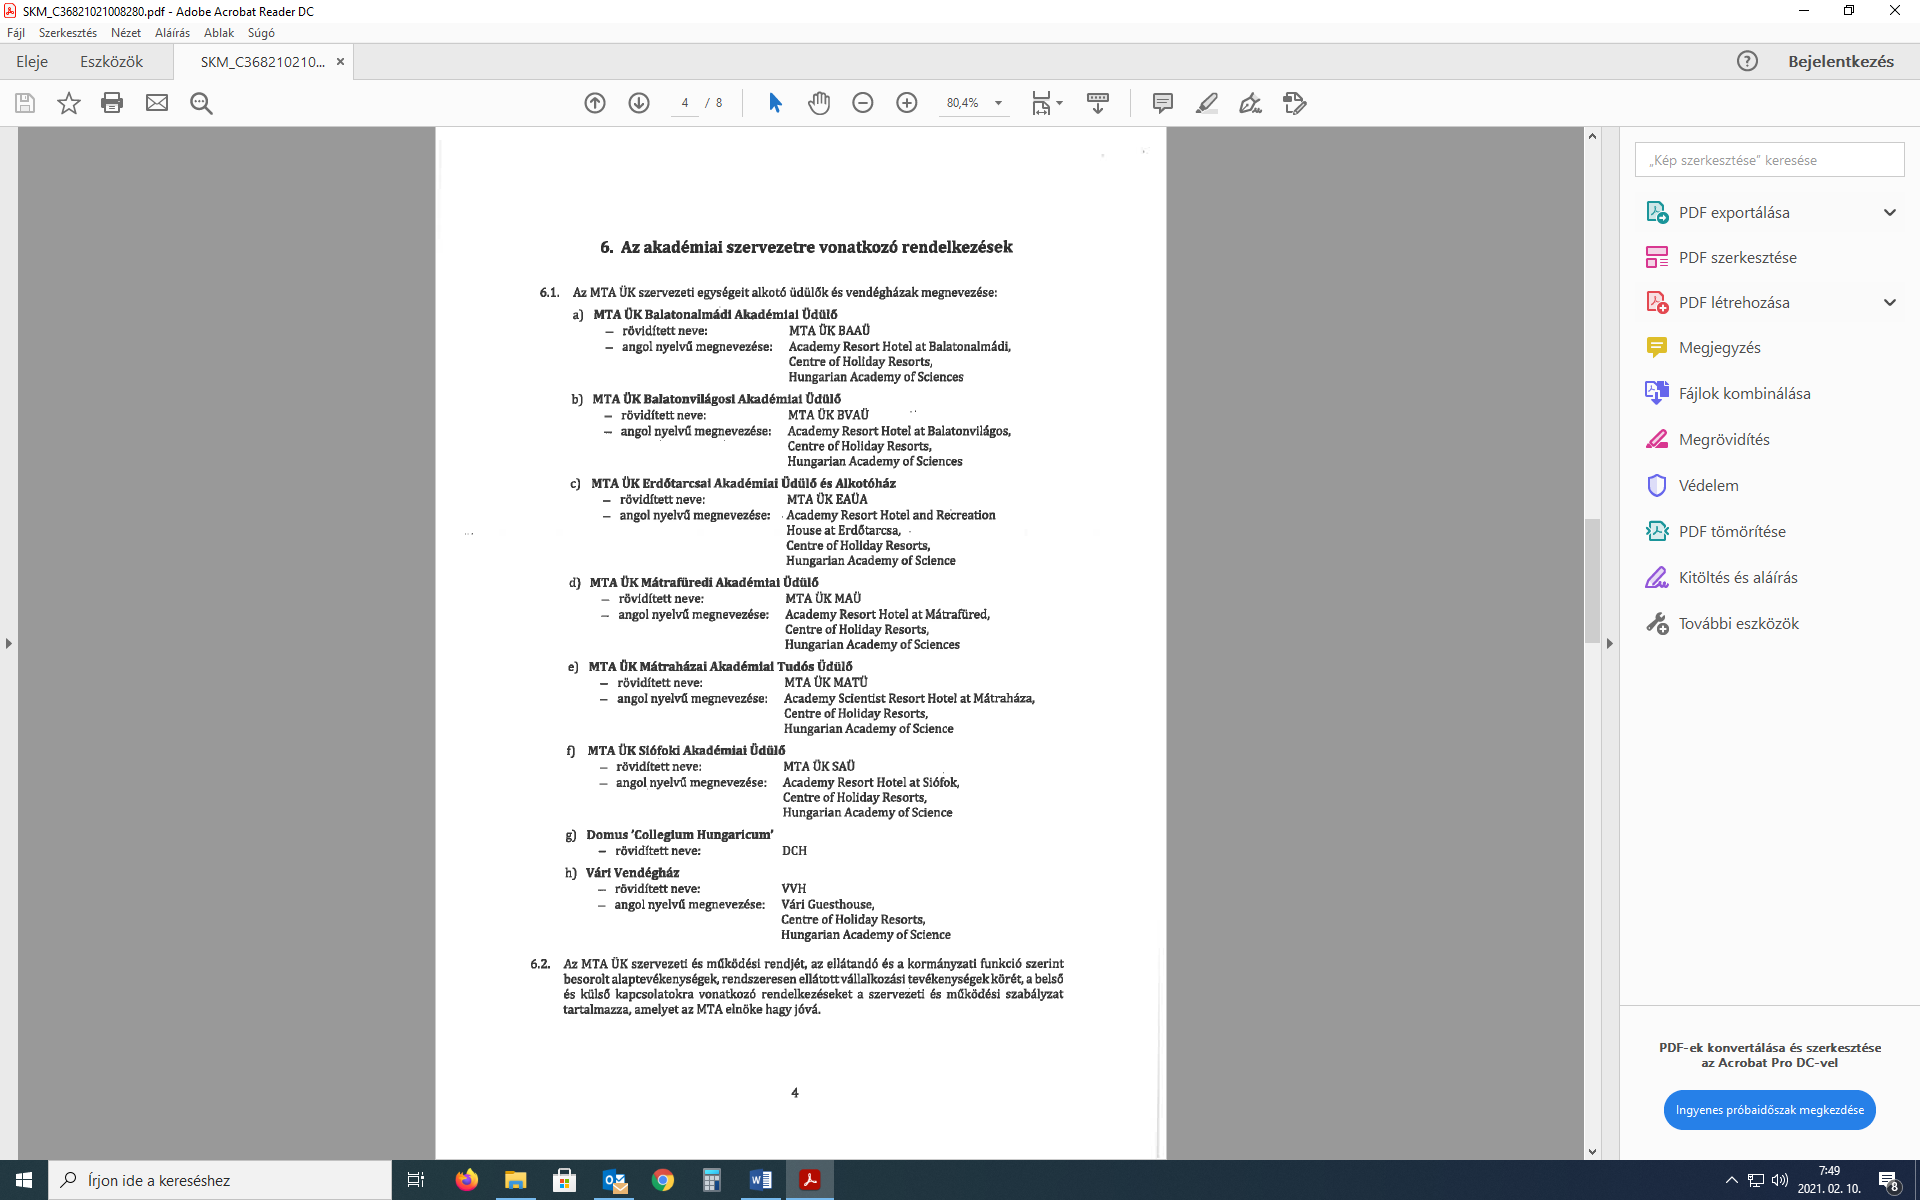 SKM_C36821021008280.pdf - Adobe Acrobat Reader DC
Fájl Szerkesztés Nézet Aláírás Ablak Súgó
Eleje Eszközök SKM_C368210210... × Bejelentkezés
4 / 8 80,4%
6. Az akadémiai szervezetre vonatkozó rendelkezések
6.1. Az MTA ÜK szervezeti egységeit alkotó üdülők és vendégházak megnevezése:
a) MTA ÜK Balatonalmádi Akadémiai Üdülő
– rövidített neve: MTA ÜK BAAÜ
– angol nyelvű megnevezése: Academy Resort Hotel at Balatonalmádi,
Centre of Holiday Resorts,
Hungarian Academy of Sciences
b) MTA ÜK Balatonvilágosi Akadémiai Üdülő
– rövidített neve: MTA ÜK BVAÜ
– angol nyelvű megnevezése: Academy Resort Hotel at Balatonvilágos,
Centre of Holiday Resorts,
Hungarian Academy of Sciences
c) MTA ÜK Erdőtarcsai Akadémiai Üdülő és Alkotóház
– rövidített neve: MTA ÜK EAÜA
– angol nyelvű megnevezése: Academy Resort Hotel and Recreation
House at Erdőtarcsa,
Centre of Holiday Resorts,
Hungarian Academy of Science
d) MTA ÜK Mátrafüredi Akadémiai Üdülő
– rövidített neve: MTA ÜK MAÜ
– angol nyelvű megnevezése: Academy Resort Hotel at Mátrafüred,
Centre of Holiday Resorts,
Hungarian Academy of Sciences
e) MTA ÜK Mátraházai Akadémiai Tudós Üdülő
– rövidített neve: MTA ÜK MATÜ
– angol nyelvű megnevezése: Academy Scientist Resort Hotel at Mátraháza,
Centre of Holiday Resorts,
Hungarian Academy of Science
f) MTA ÜK Siófoki Akadémiai Üdülő
– rövidített neve: MTA ÜK SAÜ
– angol nyelvű megnevezése: Academy Resort Hotel at Siófok,
Centre of Holiday Resorts,
Hungarian Academy of Science
g) Domus 'Collegium Hungaricum'
– rövidített neve: DCH
h) Vári Vendégház
– rövidített neve: VVH
– angol nyelvű megnevezése: Vári Guesthouse,
Centre of Holiday Resorts,
Hungarian Academy of Science
6.2. Az MTA ÜK szervezeti és működési rendjét, az ellátandó és a kormányzati funkció szerint
besorolt alaptevékenységek, rendszeresen ellátott vállalkozási tevékenységek körét, a belső
és külső kapcsolatokra vonatkozó rendelkezéseket a szervezeti és működési szabályzat
tartalmazza, amelyet az MTA elnöke hagy jóvá.
4
„Kép szerkesztése” keresése
PDF exportálása
PDF szerkesztése
PDF létrehozása
Megjegyzés
Fájlok kombinálása
Megrövidítés
Védelem
PDF tömörítése
Kitöltés és aláírás
További eszközök
PDF-ek konvertálása és szerkesztése
az Acrobat Pro DC-vel
Ingyenes próbaidőszak megkezdése
Írjon ide a kereséshez
7:49
2021. 02. 10.
8